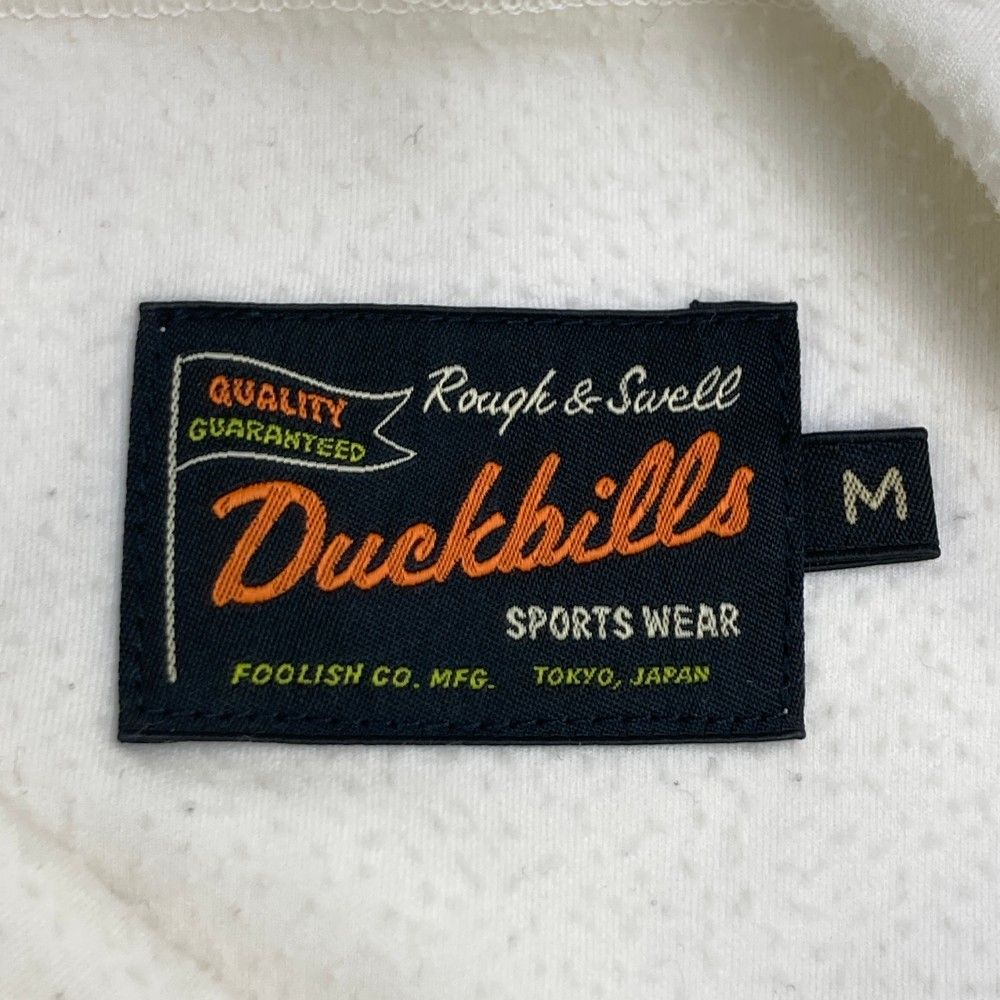 QUALITY
GUARANTEED
Rough & Swell
Duckbills
SPORTS WEAR
FOOLISH CO. MFG. TOKYO, JAPAN
M